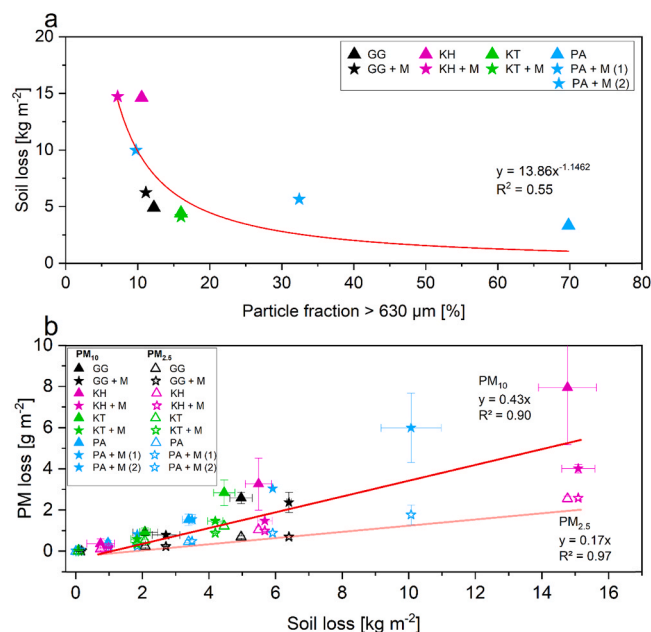 a
20
15
10
5
0
Soil loss [kg m-2]
GG KH KT PA
GG + M KH + M KT + M PA + M (1)
PA + M (2)
y = 13.86x-1.1462
R2 = 0.55
0 10 20 30 40 50 60 70 80
Particle fraction > 630 µm [%]
b
10
8
6
4
2
0
PM loss [g m-2]
PM10 PM2.5
GG GG
GG + M GG + M
KH KH
KH + M KH + M
KT KT
KT + M KT + M
PA PA
PA + M (1) PA + M (1)
PA + M (2) PA + M (2)
PM10
y = 0.43x
R² = 0.90
PM2.5
y = 0.17x
R² = 0.97
0 2 4 6 8 10 12 14 16
Soil loss [kg m-2]